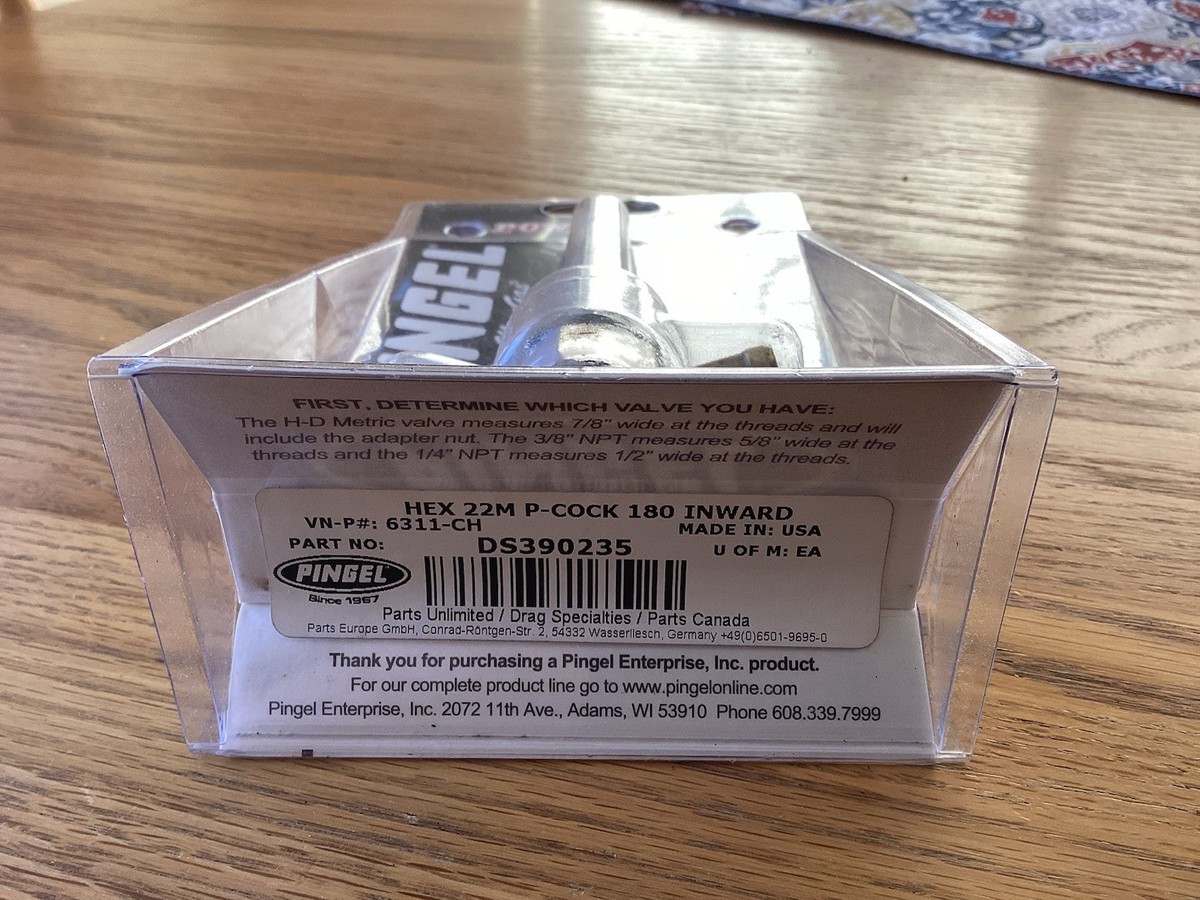 INGEL
FIRST, DETERMINE WHICH VALVE YOU HAVE:
The H-D Metric valve measures 7/8" wide at the threads and will
include the adapter nut. The 3/8" NPT measures 5/8" wide at the
threads and the 1/4" NPT measures 1/2" wide at the threads.
HEX 22M P-COCK 180 INWARD
VN-P#: 6311-CH MADE IN: USA
PART NO: DS390235 U OF M: EA
PINGEL
Since 1967
Parts Unlimited / Drag Specialties / Parts Canada
Parts Europe GmbH, Conrad-Röntgen-Str. 2, 54332 Wasserliesch, Germany +49(0)6501-9695-0
Thank you for purchasing a Pingel Enterprise, Inc. product.
For our complete product line go to www.pingelonline.com
Pingel Enterprise, Inc. 2072 11th Ave., Adams, WI 53910 Phone 608.339.7999